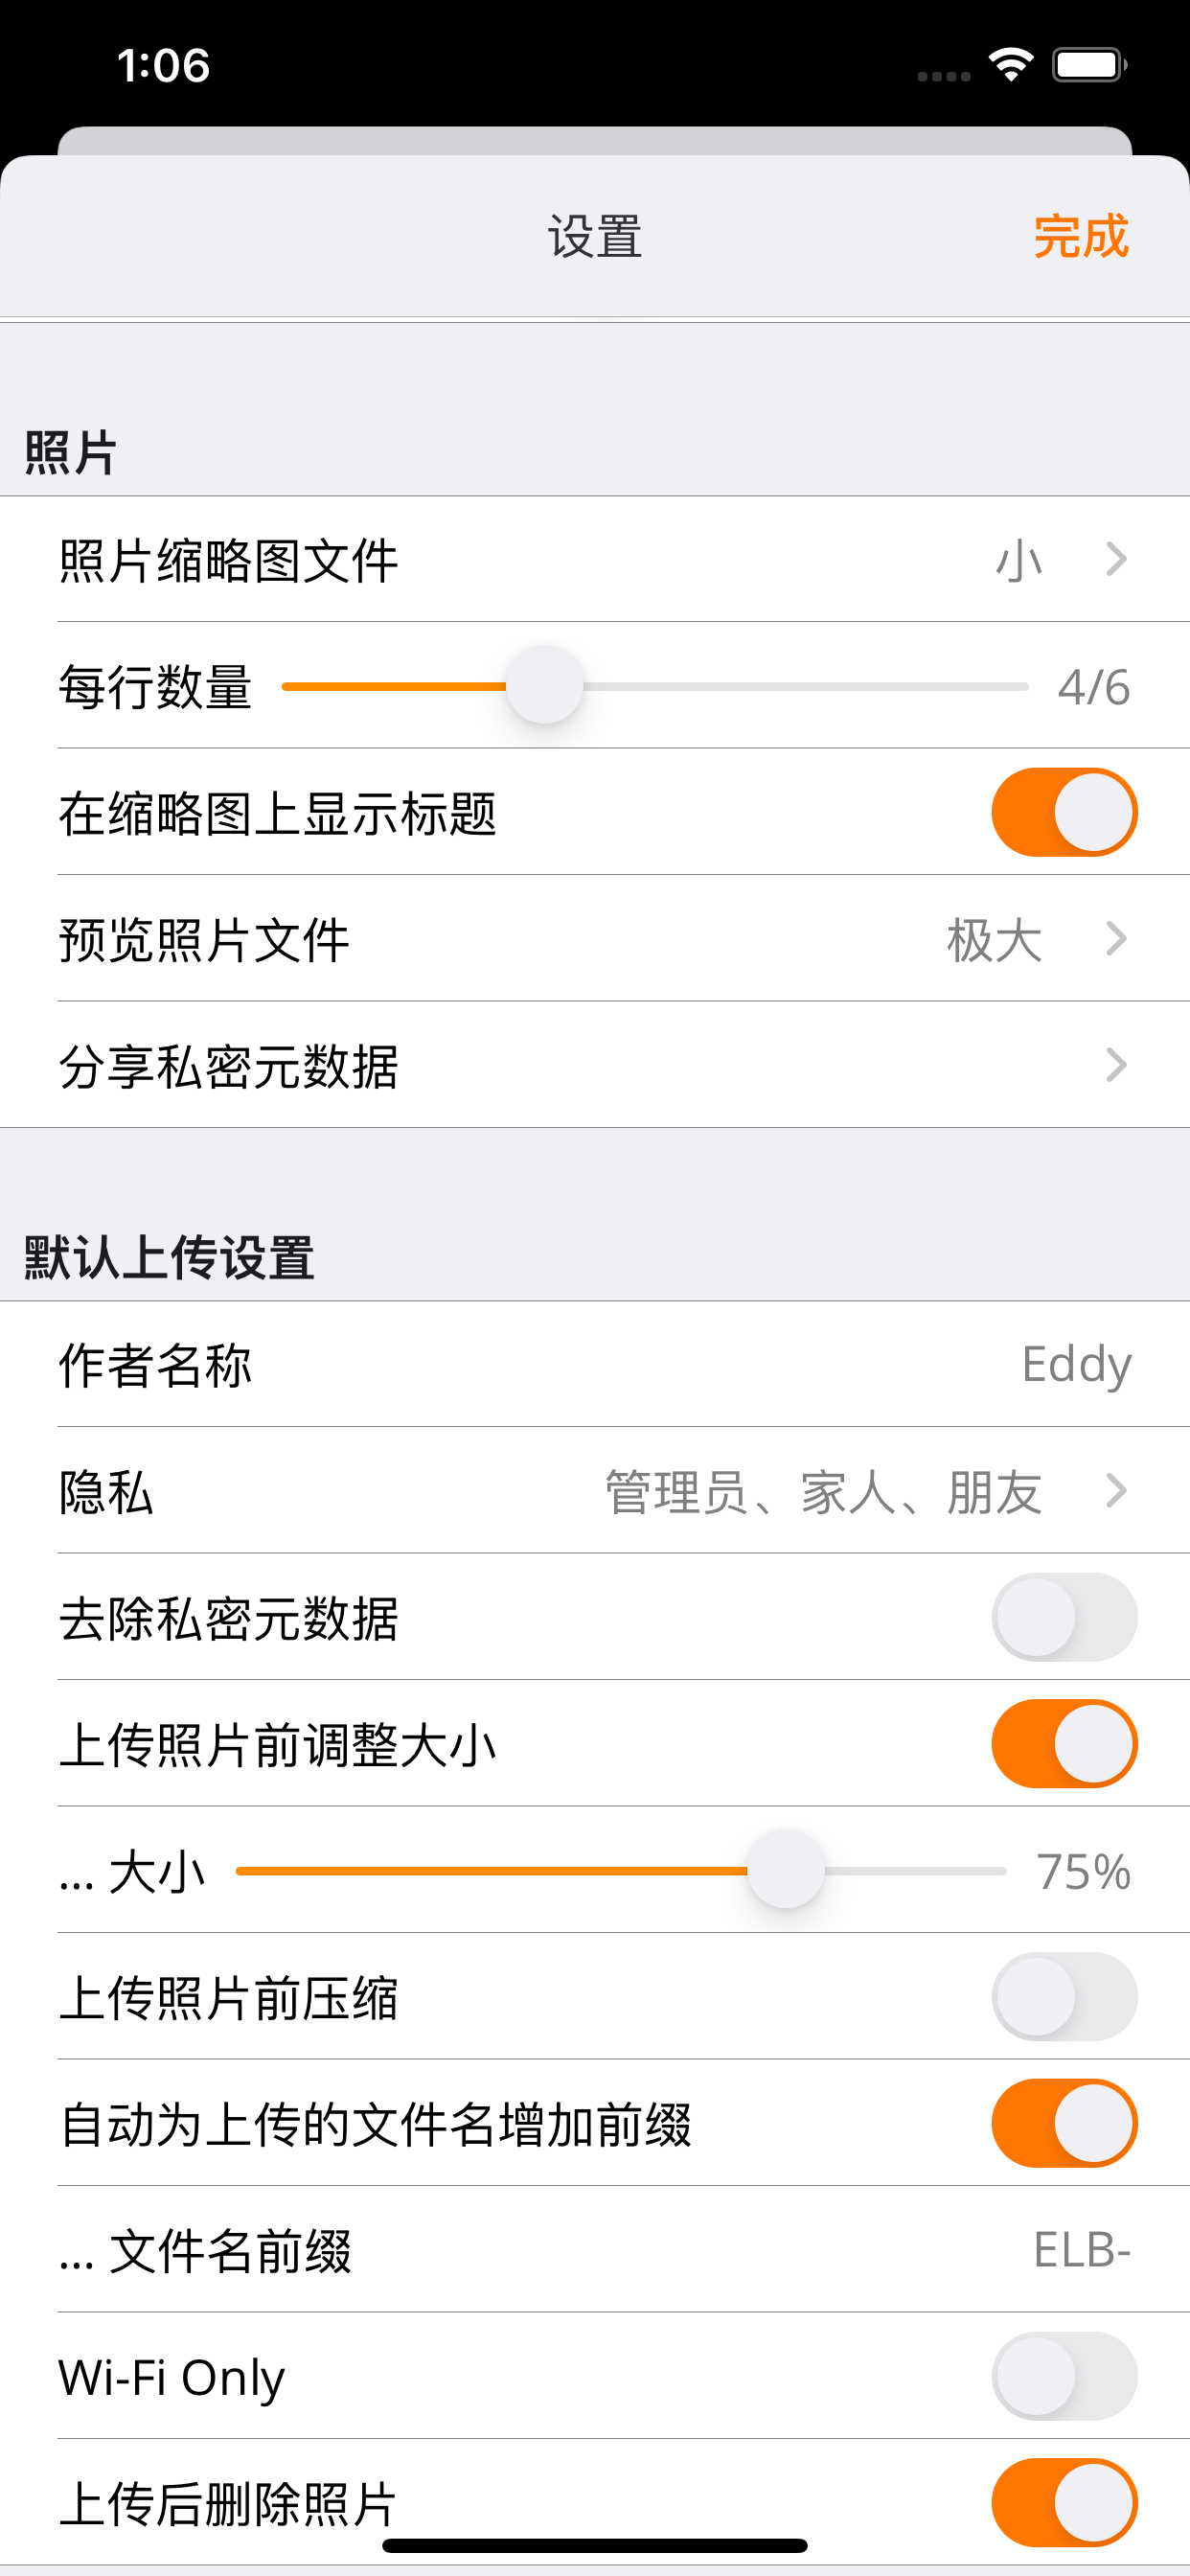 1:06
设置
完成
照片
照片缩略图文件 小
每行数量 4/6
在缩略图上显示标题
预览照片文件 极大
分享私密元数据
默认上传设置
作者名称 Eddy
隐私 管理员、家人、朋友
去除私密元数据
上传照片前调整大小
... 大小 75%
上传照片前压缩
自动为上传的文件名增加前缀
... 文件名前缀 ELB-
Wi-Fi Only
上传后删除照片